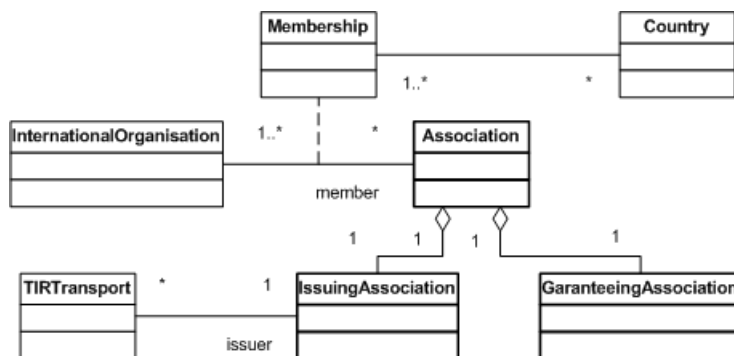 Membership
Country
1..*
*
InternationalOrganisation
1..*
*
Association
member
1
1
1
1
TIRTransport
*
1
IssuingAssociation
GaranteeingAssociation
issuer